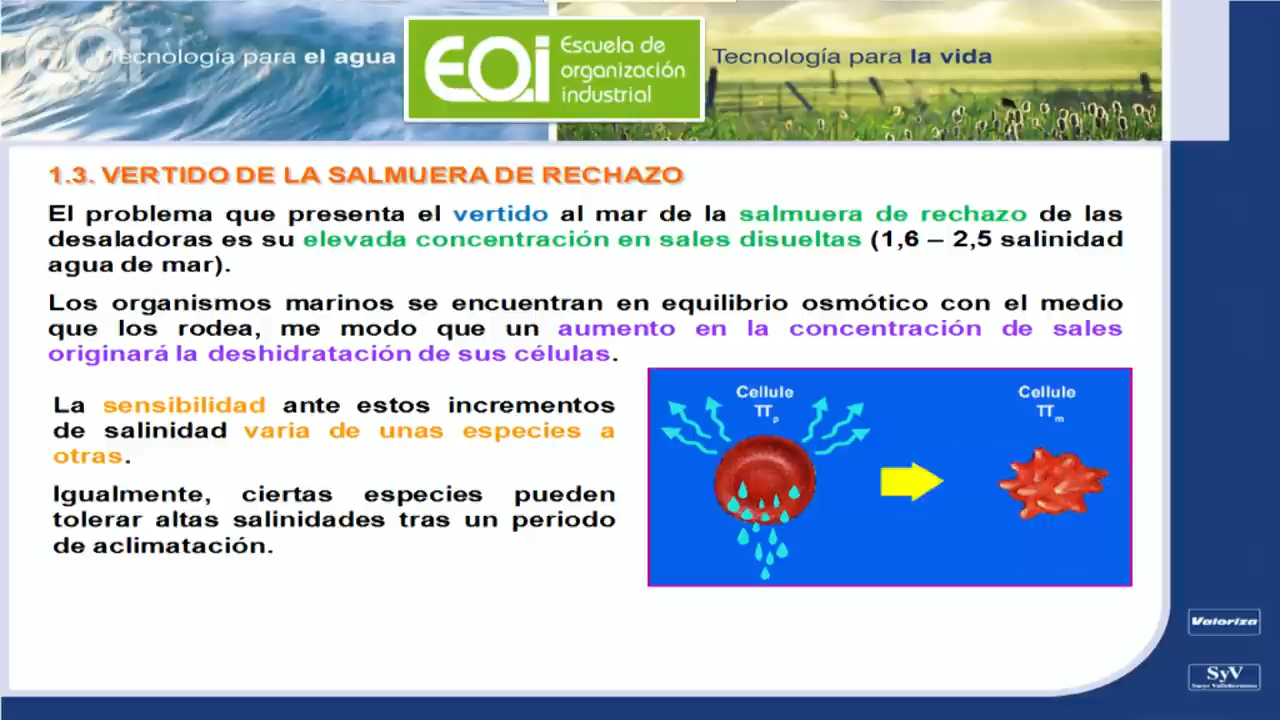 Tecnología para el agua
EOi
Escuela de
organización
industrial
Tecnología para la vida
1.3. VERTIDO DE LA SALMUERA DE RECHAZO
El problema que presenta el vertido al mar de la salmuera de rechazo de las
desaladoras es su elevada concentración en sales disueltas (1,6 – 2,5 salinidad
agua de mar).
Los organismos marinos se encuentran en equilibrio osmótico con el medio
que los rodea, me modo que un aumento en la concentración de sales
originará la deshidratación de sus células.
La sensibilidad ante estos incrementos
de salinidad varia de unas especies a
otras.
Igualmente, ciertas especies pueden
tolerar altas salinidades tras un periodo
de aclimatación.
Cellule
TTp
Cellule
TTm
Valoriza
SyV